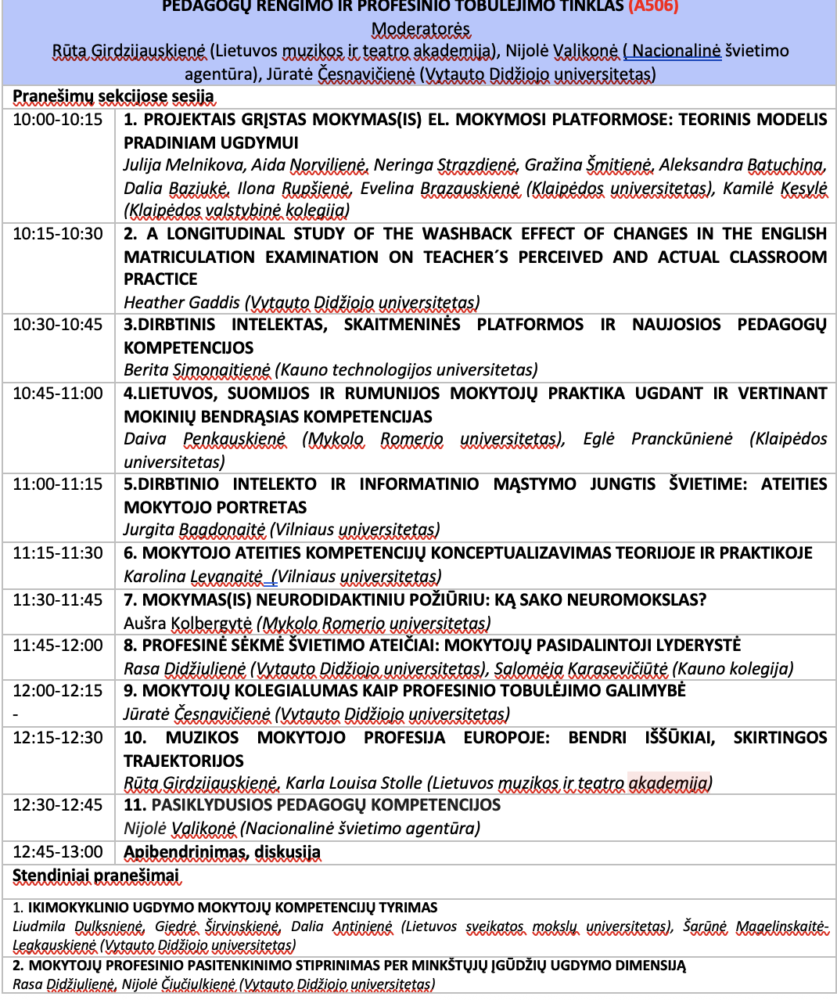 PEDAGOGŲ RENGIMO IR PROFESINIO TOBULĖJIMO TINKLAS (A506)
Moderatorės
Rūta Girdzijauskienė (Lietuvos muzikos ir teatro akademija), Nijolė Valikonė ( Nacionalinė švietimo
agentūra), Jūratė Česnavičienė (Vytauto Didžiojo universitetas)
Pranešimų sekcijose sesija
10:00-10:15 1. PROJEKTAIS GRĮSTAS MOKYMAS(IS) EL. MOKYMOSI PLATFORMOSE: TEORINIS MODELIS
PRADINIAM UGDYMUI
Julija Melnikova, Aida Norvilienė, Neringa Strazdienė, Gražina Šmitienė, Aleksandra Batuchina,
Dalia Baziukė, Ilona Rupšienė, Evelina Brazauskienė (Klaipėdos universitetas), Kamilė Kesylė
(Klaipėdos valstybinė kolegija)
10:15-10:30 2. A LONGITUDINAL STUDY OF THE WASHBACK EFFECT OF CHANGES IN THE ENGLISH
MATRICULATION EXAMINATION ON TEACHER´S PERCEIVED AND ACTUAL CLASSROOM
PRACTICE
Heather Gaddis (Vytauto Didžiojo universitetas)
10:30-10:45 3.DIRBTINIS INTELEKTAS, SKAITMENINĖS PLATFORMOS IR NAUJOSIOS PEDAGOGŲ
KOMPETENCIJOS
Berita Simonaitienė (Kauno technologijos universitetas)
10:45-11:00 4.LIETUVOS, SUOMIJOS IR RUMUNIJOS MOKYTOJŲ PRAKTIKA UGDANT IR VERTINANT
MOKINIŲ BENDRĄSIAS KOMPETENCIJAS
Daiva Penkauskienė (Mykolo Romerio universitetas), Eglė Pranckūnienė (Klaipėdos
universitetas)
11:00-11:15 5.DIRBTINIO INTELEKTO IR INFORMATINIO MĄSTYMO JUNGTIS ŠVIETIME: ATEITIES
MOKYTOJO PORTRETAS
Jurgita Bagdonaitė (Vilniaus universitetas)
11:15-11:30 6. MOKYTOJO ATEITIES KOMPETENCIJŲ KONCEPTUALIZAVIMAS TEORIJOJE IR PRAKTIKOJE
Karolina Levanaitė (Vilniaus universitetas)
11:30-11:45 7. MOKYMAS(IS) NEURODIDAKTINIU POŽIŪRIU: KĄ SAKO NEUROMOKSLAS?
Aušra Kolbergytė (Mykolo Romerio universitetas)
11:45-12:00 8. PROFESINĖ SĖKMĖ ŠVIETIMO ATEIČIAI: MOKYTOJŲ PASIDALINTOJI LYDERYSTĖ
Rasa Didžiulienė (Vytauto Didžiojo universitetas), Salomėja Karasevičiūtė (Kauno kolegija)
12:00-12:15 9. MOKYTOJŲ KOLEGIALUMAS KAIP PROFESINIO TOBULĖJIMO GALIMYBĖ
- Jūratė Česnavičienė (Vytauto Didžiojo universitetas)
12:15-12:30 10. MUZIKOS MOKYTOJO PROFESIJA EUROPOJE: BENDRI IŠŠŪKIAI, SKIRTINGOS
TRAJEKTORIJOS
Rūta Girdzijauskienė, Karla Louisa Stolle (Lietuvos muzikos ir teatro akademija)
12:30-12:45 11. PASIKLYDUSIOS PEDAGOGŲ KOMPETENCIJOS
Nijolė Valikonė (Nacionalinė švietimo agentūra)
12:45-13:00 Apibendrinimas, diskusija
Stendiniai pranešimai
1. IKIMOKYKLINIO UGDYMO MOKYTOJŲ KOMPETENCIJŲ TYRIMAS
Liudmila Dulksnienė, Giedrė Širvinskienė, Dalia Antinienė (Lietuvos sveikatos mokslų universitetas), Šarūnė Magelinskaitė-
Legkauskienė (Vytauto Didžiojo universitetas)
2. MOKYTOJŲ PROFESINIO PASITENKINIMO STIPRINIMAS PER MINKŠTŲJŲ ĮGŪDŽIŲ UGDYMO DIMENSIJĄ
Rasa Didžiulienė, Nijolė Čiučiulkienė (Vytauto Didžiojo universitetas)